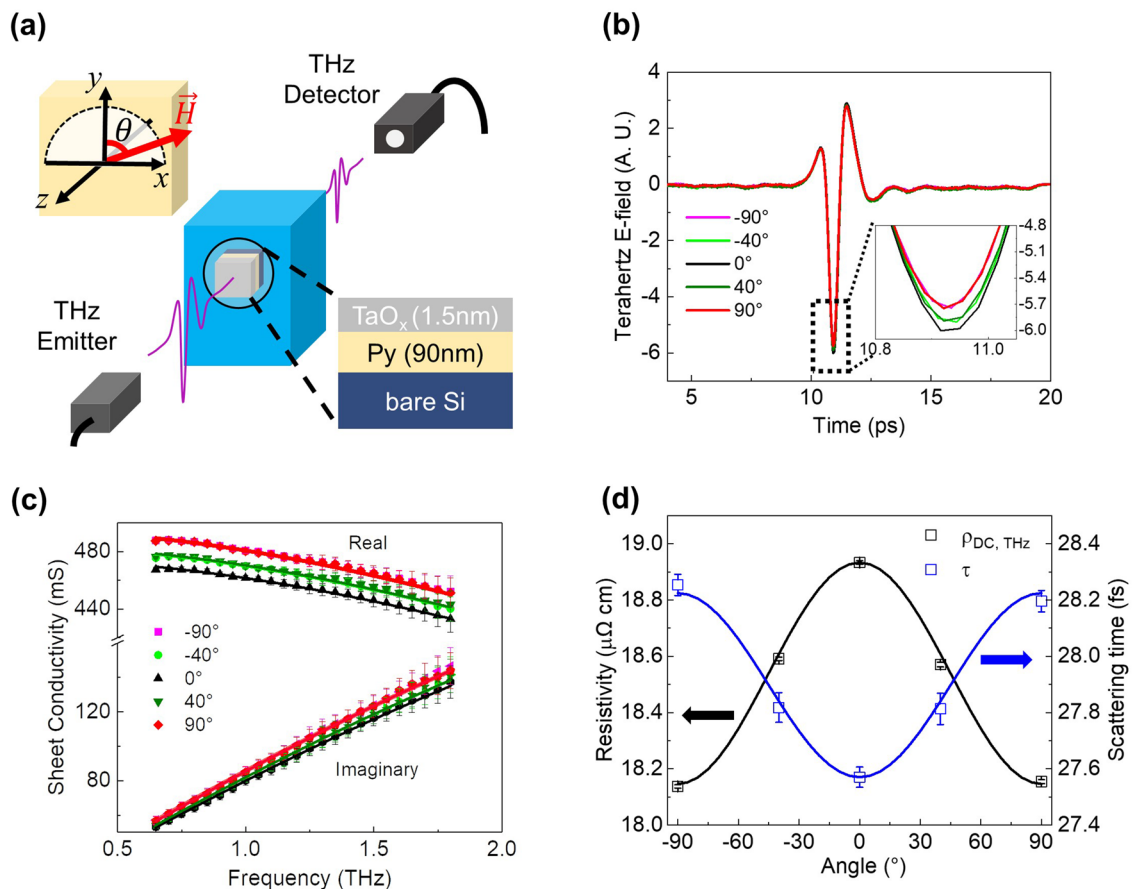 (a)
THz
Detector
y
H
θ
x
z
THz
Emitter
TaOx (1.5nm)
Py (90nm)
bare Si
(b)
Terahertz E-field (A. U.)
4
2
0
-2
-4
-6
-90°
-40°
0°
40°
90°
-4.8
-5.1
-5.4
-5.7
-6.0
10.8
11.0
5
10
15
20
Time (ps)
(c)
Sheet Conductivity (mS)
480
440
120
80
Real
-90°
-40°
0°
40°
90°
Imaginary
0.5
1.0
1.5
2.0
Frequency (THz)
(d)
Resistivity (μΩ cm)
19.0
18.8
18.6
18.4
18.2
18.0
ρDC, THz
τ
28.4
28.2
28.0
27.8
27.6
27.4
Scattering time (fs)
-90
-60
-30
0
30
60
90
Angle (°)